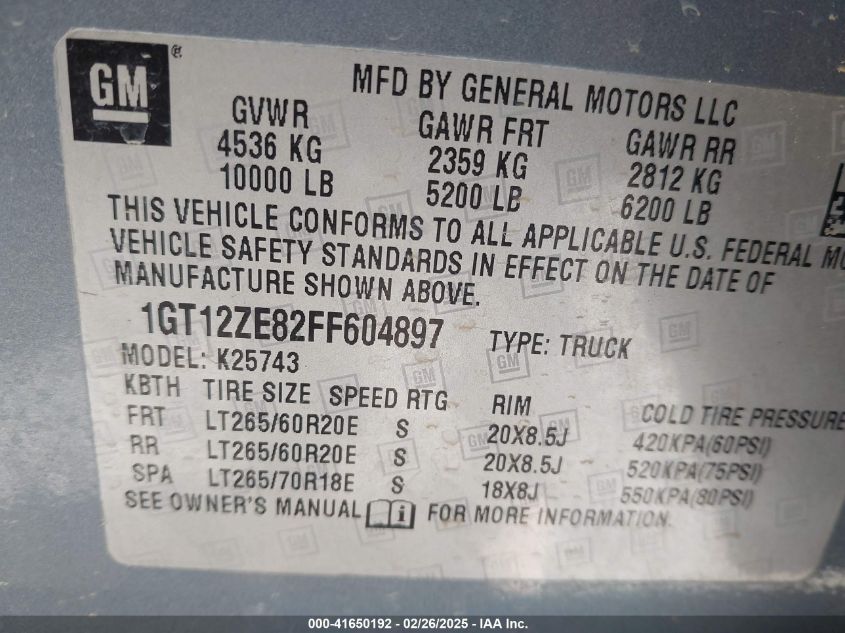 GM ®
MFD BY GENERAL MOTORS LLC
GVWR GAWR FRT GAWR RR
4536 KG 2359 KG 2812 KG
10000 LB 5200 LB 6200 LB
THIS VEHICLE CONFORMS TO ALL APPLICABLE U.S. FEDERAL
VEHICLE SAFETY STANDARDS IN EFFECT ON THE DATE OF
MANUFACTURE SHOWN ABOVE.
1GT12ZE82FF604897 TYPE: TRUCK
MODEL: K25743
KBTH TIRE SIZE SPEED RTG RIM COLD TIRE PRESSURE
FRT LT265/60R20E S 20X8.5J 420KPA(60PSI)
RR LT265/60R20E S 20X8.5J 520KPA(75PSI)
SPA LT265/70R18E S 18X8J 550KPA(80PSI)
SEE OWNER'S MANUAL i FOR MORE INFORMATION.
000-41650192 - 02/26/2025 - IAA Inc.